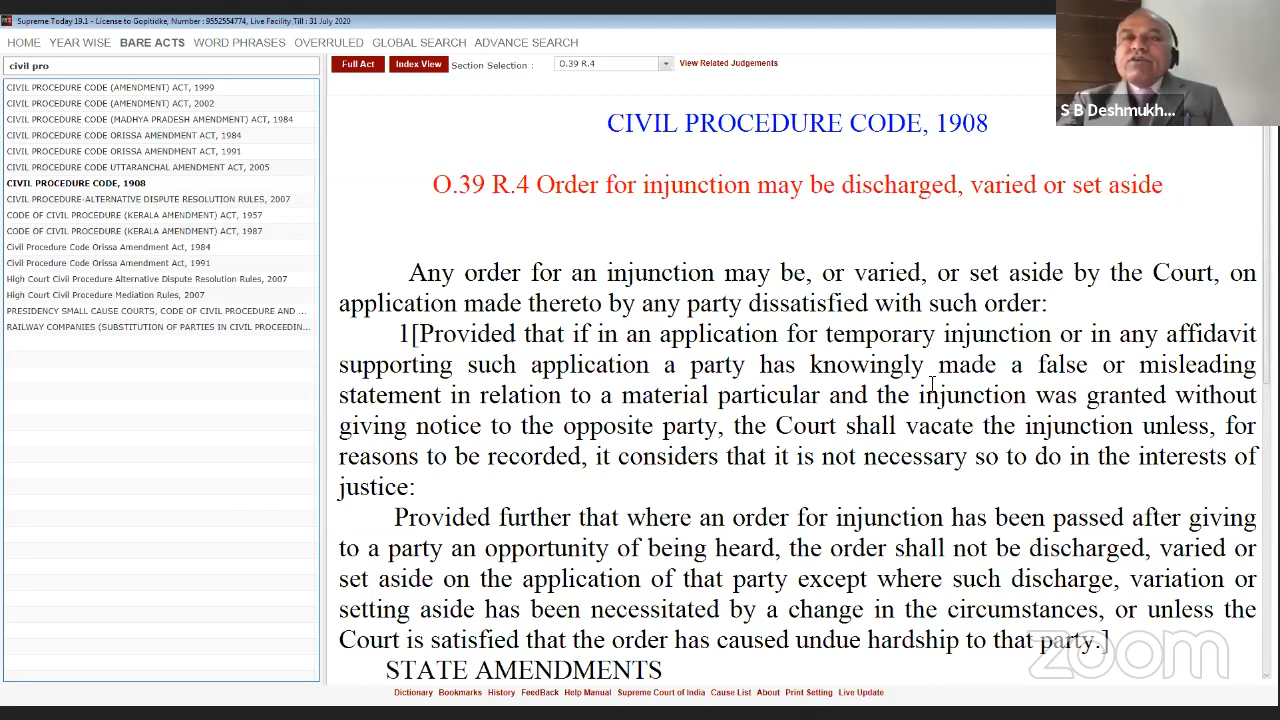 Supreme Today 19.1 - License to Gopitidke, Number : 9552554774, Live Facility Till : 31 July 2020
HOME YEAR WISE BARE ACTS WORD PHRASES OVERRULED GLOBAL SEARCH ADVANCE SEARCH
civil pro
Full Act Index View Section Selection : O.39 R.4 View Related Judgements
CIVIL PROCEDURE CODE (AMENDMENT) ACT, 1999
CIVIL PROCEDURE CODE (AMENDMENT) ACT, 2002
CIVIL PROCEDURE CODE (MADHYA PRADESH AMENDMENT) ACT, 1984
CIVIL PROCEDURE CODE ORISSA AMENDMENT ACT, 1984
CIVIL PROCEDURE CODE ORISSA AMENDMENT ACT, 1991
CIVIL PROCEDURE CODE UTTARANCHAL AMENDMENT ACT, 2005
CIVIL PROCEDURE CODE, 1908
CIVIL PROCEDURE-ALTERNATIVE DISPUTE RESOLUTION RULES, 2007
CODE OF CIVIL PROCEDURE (KERALA AMENDMENT) ACT, 1957
CODE OF CIVIL PROCEDURE (KERALA AMENDMENT) ACT, 1987
Civil Procedure Code Orissa Amendment Act, 1984
Civil Procedure Code Orissa Amendment Act, 1991
High Court Civil Procedure Alternative Dispute Resolution Rules, 2007
High Court Civil Procedure Mediation Rules, 2007
PRESIDENCY SMALL CAUSE COURTS, CODE OF CIVIL PROCEDURE AND ...
RAILWAY COMPANIES (SUBSTITUTION OF PARTIES IN CIVIL PROCEEDIN...
S B Deshmukh...
CIVIL PROCEDURE CODE, 1908
O.39 R.4 Order for injunction may be discharged, varied or set aside
Any order for an injunction may be, or varied, or set aside by the Court, on
application made thereto by any party dissatisfied with such order:
1[Provided that if in an application for temporary injunction or in any affidavit
supporting such application a party has knowingly made a false or misleading
statement in relation to a material particular and the injunction was granted without
giving notice to the opposite party, the Court shall vacate the injunction unless, for
reasons to be recorded, it considers that it is not necessary so to do in the interests of
justice:
Provided further that where an order for injunction has been passed after giving
to a party an opportunity of being heard, the order shall not be discharged, varied or
set aside on the application of that party except where such discharge, variation or
setting aside has been necessitated by a change in the circumstances, or unless the
Court is satisfied that the order has caused undue hardship to that party.]
STATE AMENDMENTS
zoom
Dictionary Bookmarks History FeedBack Help Manual Supreme Court of India Cause List About Print Setting Live Update